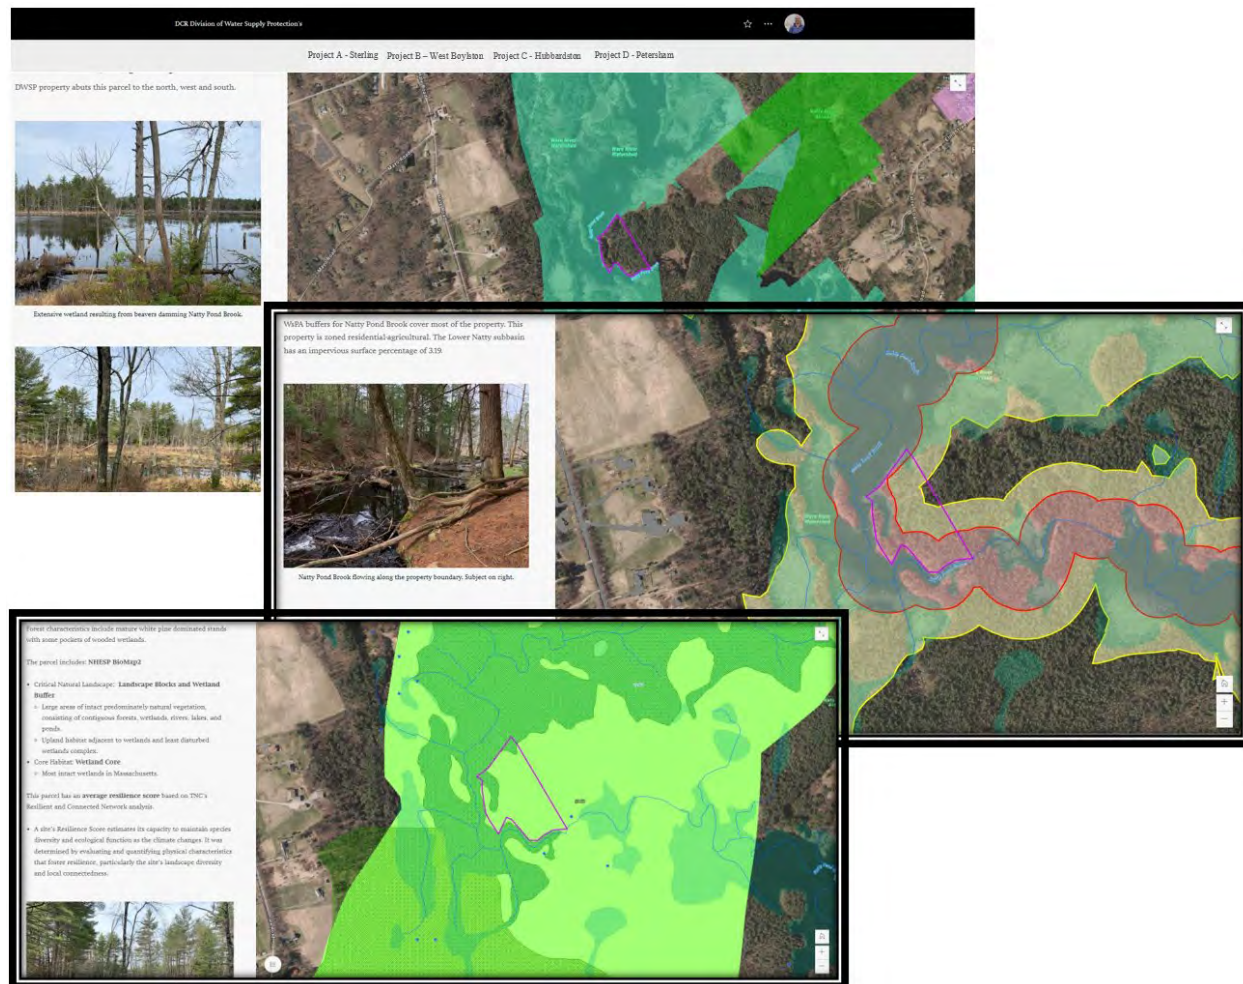 DCR Division of Water Supply Protection's
Project A - Sterling
Project B – West Boylston
Project C - Hubbardston
Project D - Petersham
DWSP property abuts this parcel to the north, west and south.
Ware River
Watershed
Extensive wetland resulting from beavers damming Natty Pond Brook.
WsPA buffers for Natty Pond Brook cover most of the property. This
property is zoned residential-agricultural. The Lower Natty subbasin
has an impervious surface percentage of 3.19.
Natty Pond Brook flowing along the property boundary. Subject on right.
Ware River
Watershed
Forest characteristics include mature white pine dominated stands
with some pockets of wooded wetlands.
The parcel includes: NHESP BioMap2
• Critical Natural Landscape: Landscape Blocks and Wetland
Buffer
○ Large areas of intact predominately natural vegetation,
consisting of contiguous forests, wetlands, rivers, lakes, and
ponds.
○ Upland habitat adjacent to wetlands and least disturbed
wetlands complex.
• Core Habitat: Wetland Core
○ Most intact wetlands in Massachusetts.
This parcel has an average resilience score based on TNC's
Resilient and Connected Network analysis.
• A site's Resilience Score estimates its capacity to maintain species
diversity and ecological function as the climate changes. It was
determined by evaluating and quantifying physical characteristics
that foster resilience, particularly the site's landscape diversity
and local connectedness.